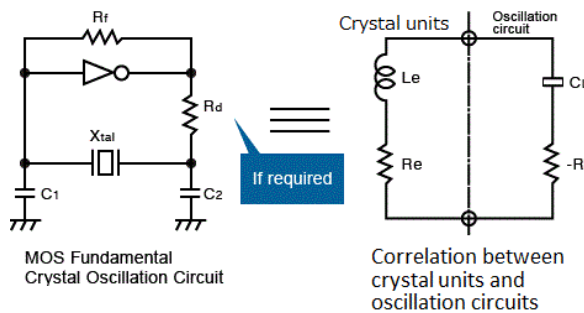 Rf
Rd
Xtal
C1
C2
If required
MOS Fundamental
Crystal Oscillation Circuit
Crystal units
Oscillation
circuit
Le
Re
-R
Correlation between
crystal units and
oscillation circuits